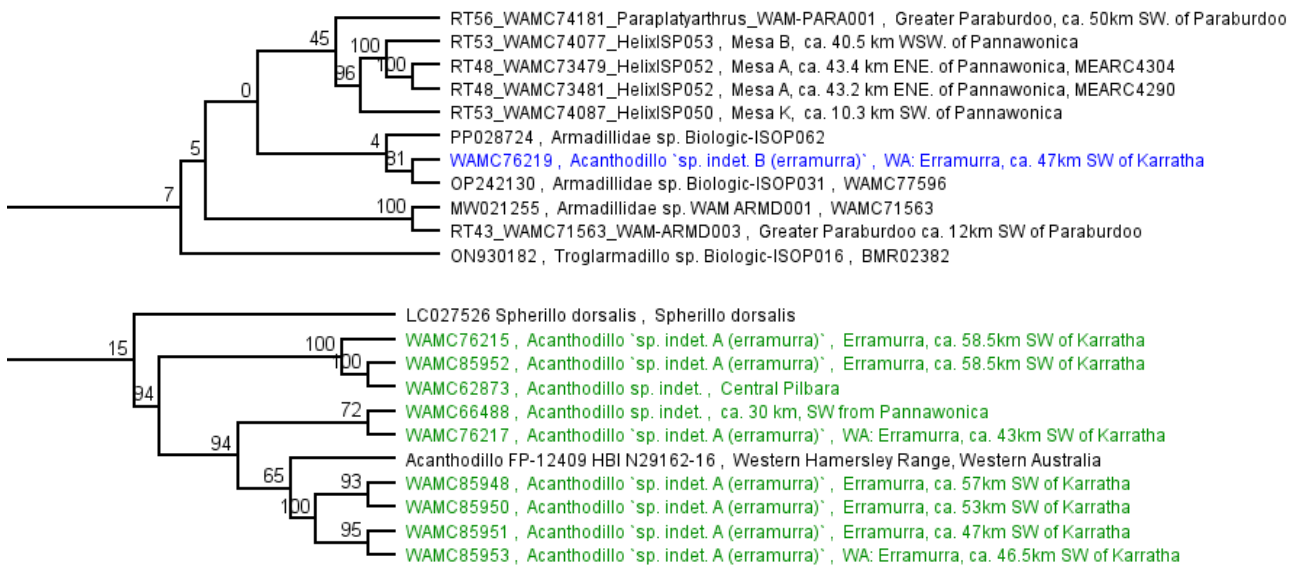 RT56_WAMC74181_Paraplatyarthrus_WAM-PARA001 , Greater Paraburdoo, ca. 50km SW. of Paraburdoo
45
RT53_WAMC74077_HelixISP053 , Mesa B, ca. 40.5 km WSW. of Pannawonica
100
RT48_WAMC73479_HelixISP052 , Mesa A, ca. 43.4 km ENE. of Pannawonica, MEARC4304
100
96
RT48_WAMC73481_HelixISP052 , Mesa A, ca. 43.2 km ENE. of Pannawonica, MEARC4290
0
RT53_WAMC74087_HelixISP050 , Mesa K, ca. 10.3 km SW. of Pannawonica
PP028724 , Armadillidae sp. Biologic-ISOP062
4
5
81
WAMC76219 , Acanthodillo `sp. indet. B (erramurra)` , WA: Erramurra, ca. 47km SW of Karratha
OP242130 , Armadillidae sp. Biologic-ISOP031 , WAMC77596
7
100
MW021255 , Armadillidae sp. WAM ARMD001 , WAMC71563
RT43_WAMC71563_WAM-ARMD003 , Greater Paraburdoo ca. 12km SW of Paraburdoo
ON930182 , Troglarmadillo sp. Biologic-ISOP016 , BMR02382
LC027526 Spherillo dorsalis , Spherillo dorsalis
15
100
WAMC76215 , Acanthodillo `sp. indet. A (erramurra)` , Erramurra, ca. 58.5km SW of Karratha
100
WAMC85952 , Acanthodillo `sp. indet. A (erramurra)` , Erramurra, ca. 58.5km SW of Karratha
WAMC62873 , Acanthodillo sp. indet. , Central Pilbara
94
72
WAMC66488 , Acanthodillo sp. indet. , ca. 30 km, SW from Pannawonica
WAMC76217 , Acanthodillo `sp. indet. A (erramurra)` , WA: Erramurra, ca. 43km SW of Karratha
94
Acanthodillo FP-12409 HBI N29162-16 , Western Hamersley Range, Western Australia
65
93
WAMC85948 , Acanthodillo `sp. indet. A (erramurra)` , Erramurra, ca. 57km SW of Karratha
100
WAMC85950 , Acanthodillo `sp. indet. A (erramurra)` , Erramurra, ca. 53km SW of Karratha
95
WAMC85951 , Acanthodillo `sp. indet. A (erramurra)` , Erramurra, ca. 47km SW of Karratha
WAMC85953 , Acanthodillo `sp. indet. A (erramurra)` , WA: Erramurra, ca. 46.5km SW of Karratha